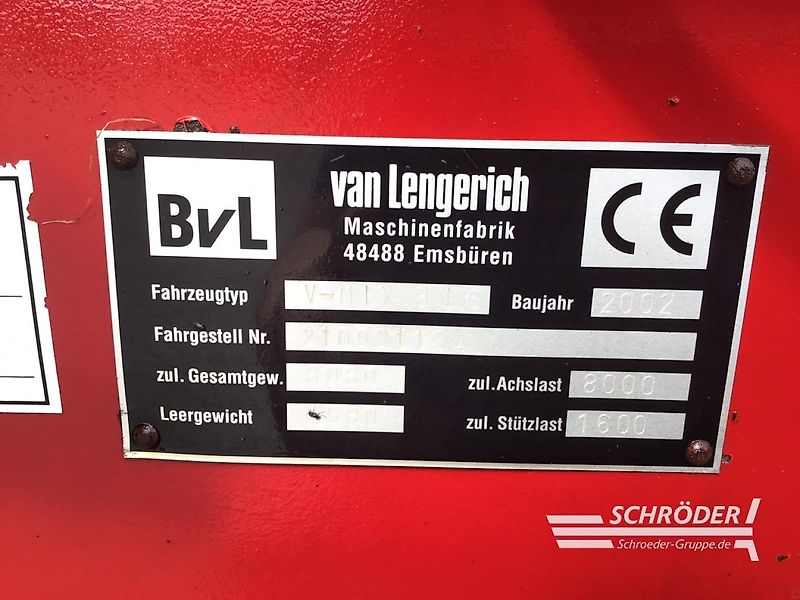 BvL
van Lengerich
Maschinenfabrik
48488 Emsbüren
CE
Fahrzeugtyp V-MIX
Baujahr 2002
Fahrgestell Nr.
zul. Gesamtgew.
zul. Achslast 8000
Leergewicht
zul. Stützlast 1600
SCHRÖDER
Schroeder-Gruppe.de